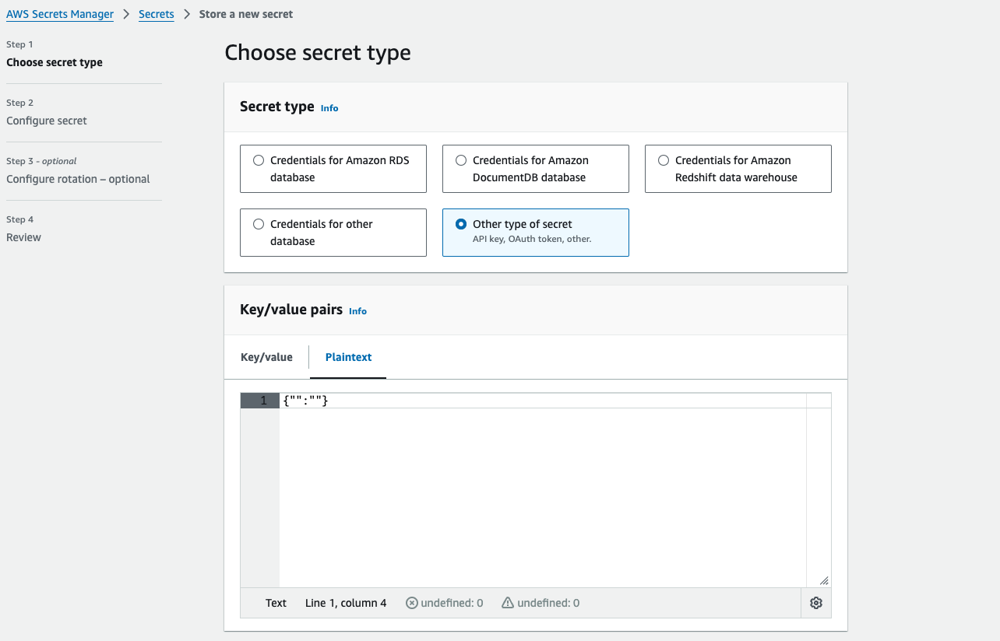 AWS Secrets Manager > Secrets > Store a new secret
Step 1
Choose secret type
Step 2
Configure secret
Step 3 - optional
Configure rotation – optional
Step 4
Review
Choose secret type
Secret type Info
Credentials for Amazon RDS
database
Credentials for Amazon
DocumentDB database
Credentials for Amazon
Redshift data warehouse
Credentials for other
database
Other type of secret
API key, OAuth token, other.
Key/value pairs Info
Key/value Plaintext
1 {"":""}
Text Line 1, column 4 undefined: 0 undefined: 0